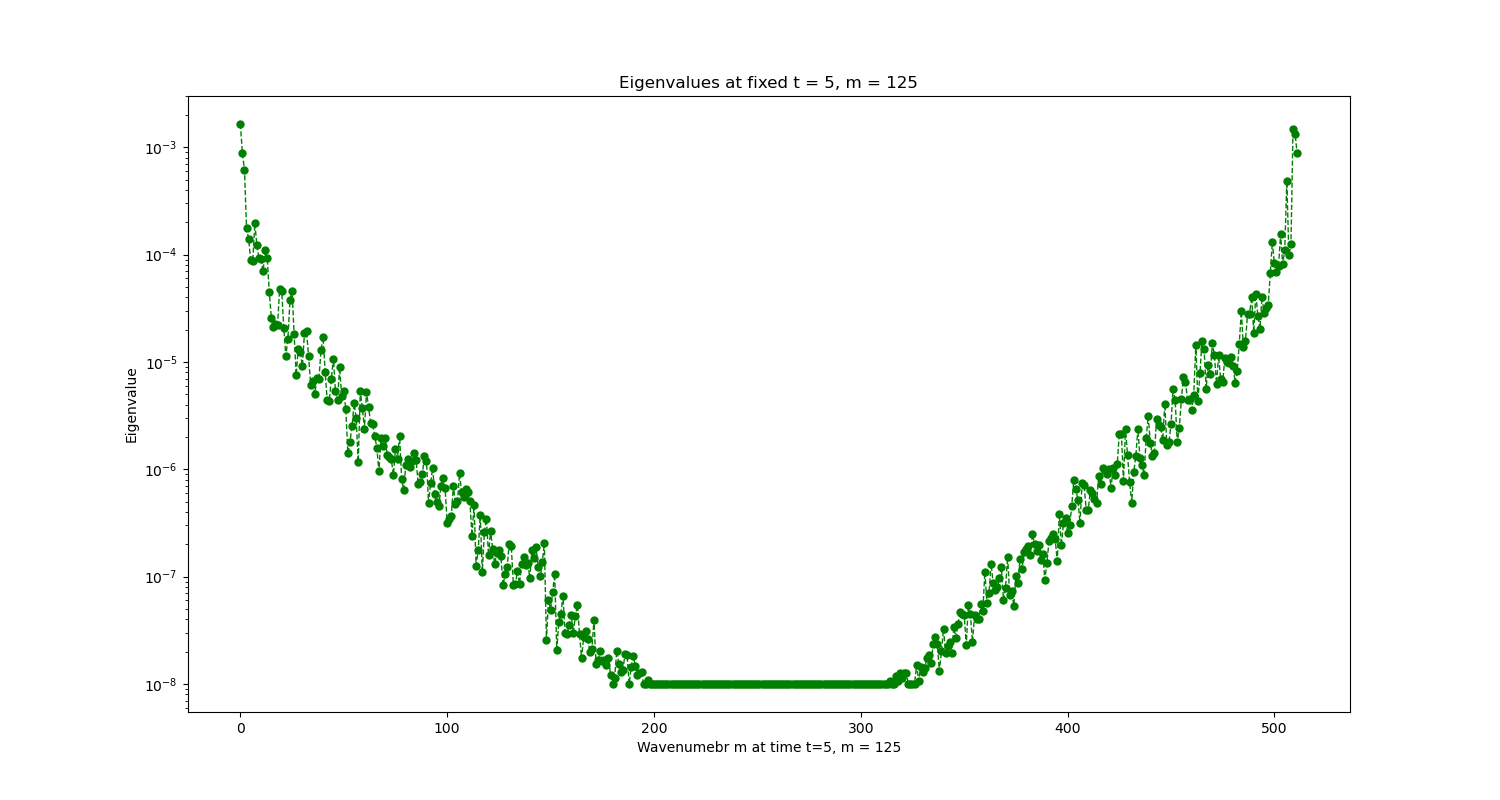 Eigenvalues at fixed t = 5, m = 125
10⁻³
10⁻⁴
10⁻⁵
10⁻⁶
10⁻⁷
10⁻⁸
Eigenvalue
0 100 200 300 400 500
Wavenumebr m at time t=5, m = 125